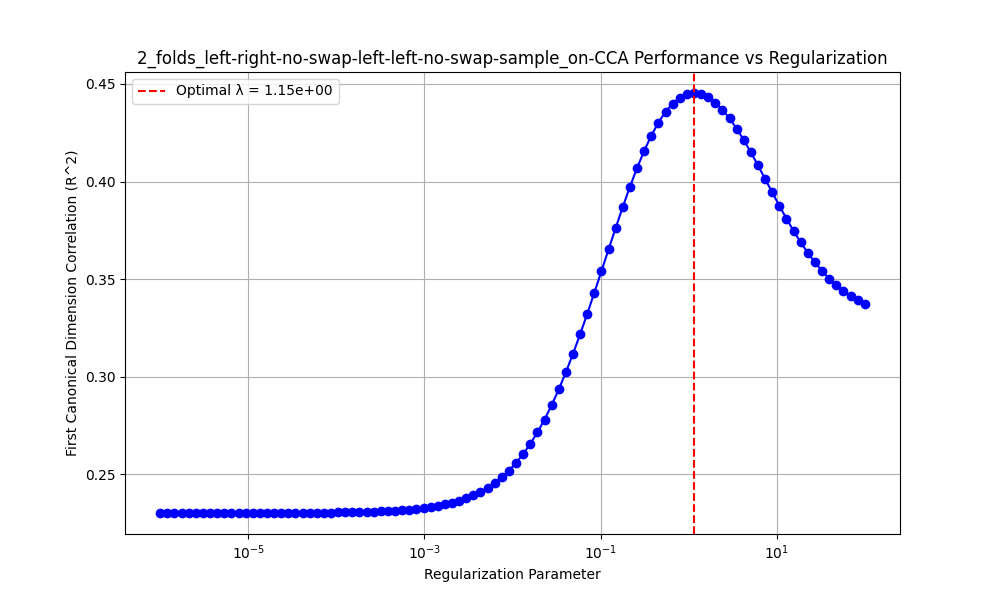 2_folds_left-right-no-swap-left-left-no-swap-sample_on-CCA Performance vs Regularization
Optimal λ = 1.15e+00
First Canonical Dimension Correlation (R^2)
0.45
0.40
0.35
0.30
0.25
10⁻⁵
10⁻³
10⁻¹
10¹
Regularization Parameter